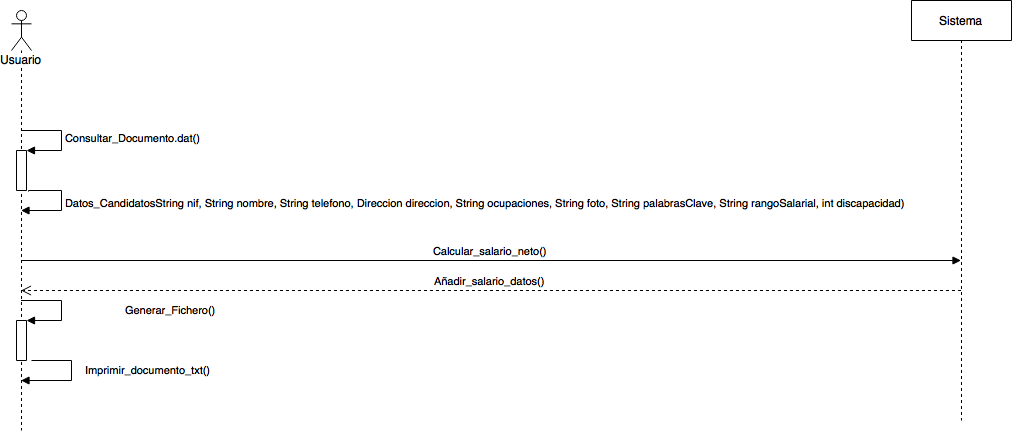 Sistema
Usuario
Consultar_Documento.dat()
Datos_CandidatosString nif, String nombre, String telefono, Direccion direccion, String ocupaciones, String foto, String palabrasClave, String rangoSalarial, int discapacidad)
Calcular_salario_neto()
Añadir_salario_datos()
Generar_Fichero()
Imprimir_documento_txt()